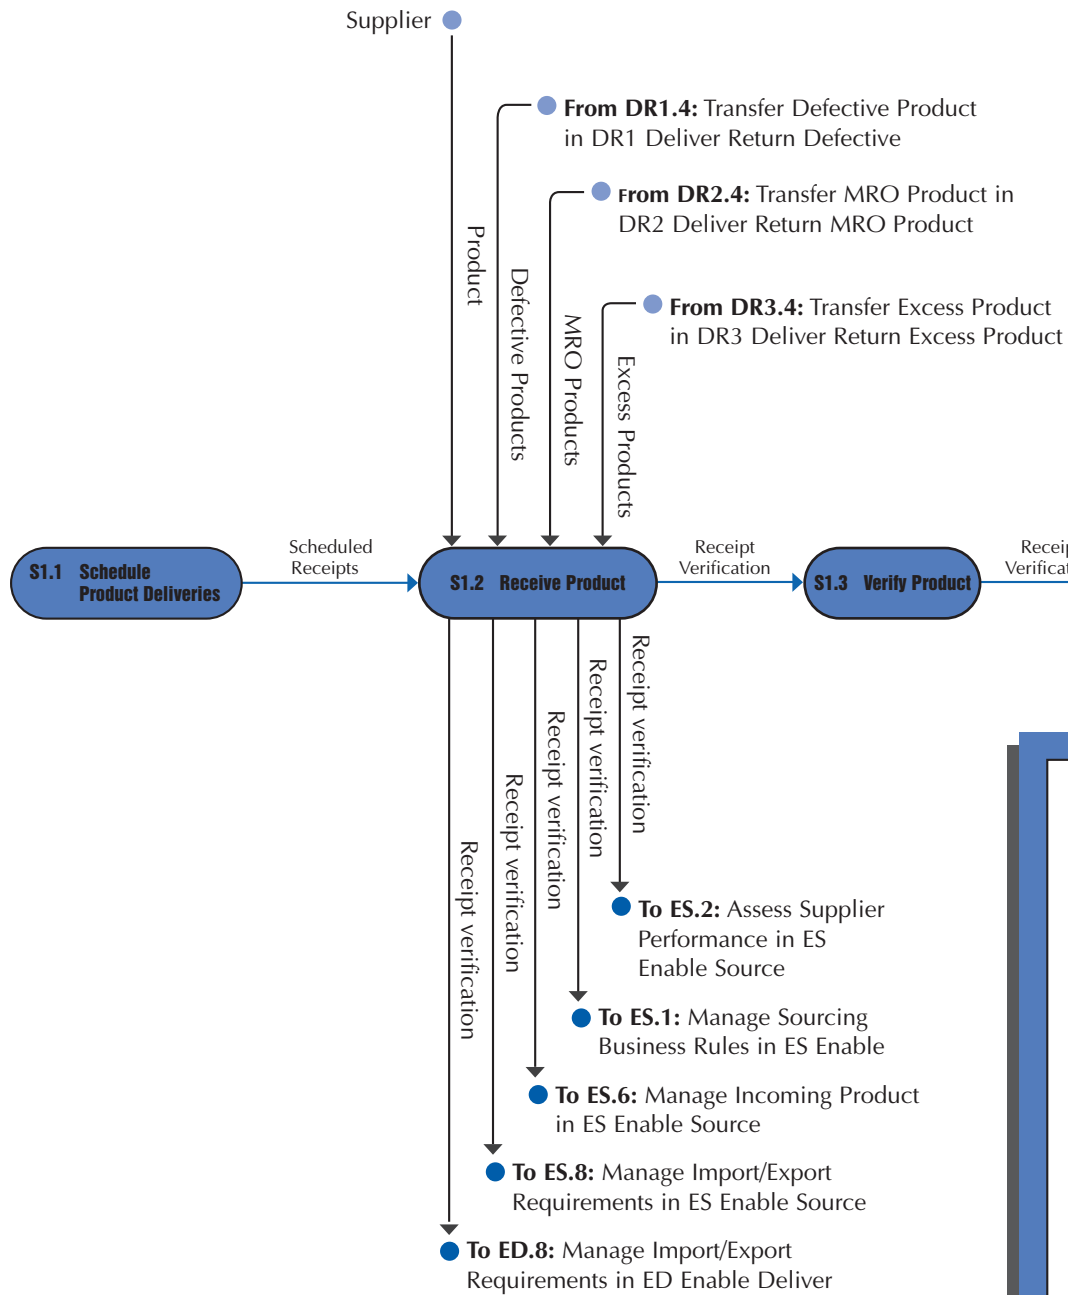 Supplier
From DR1.4: Transfer Defective Product
in DR1 Deliver Return Defective
From DR2.4: Transfer MRO Product in
DR2 Deliver Return MRO Product
From DR3.4: Transfer Excess Product
in DR3 Deliver Return Excess Product
Product
Defective Products
MRO Products
Excess Products
S1.1 Schedule
Product Deliveries
Scheduled
Receipts
S1.2 Receive Product
Receipt
Verification
S1.3 Verify Product
Receip
Verificat
Receipt verification
Receipt verification
Receipt verification
Receipt verification
Receipt verification
To ES.2: Assess Supplier
Performance in ES
Enable Source
To ES.1: Manage Sourcing
Business Rules in ES Enable
To ES.6: Manage Incoming Product
in ES Enable Source
To ES.8: Manage Import/Export
Requirements in ES Enable Source
To ED.8: Manage Import/Export
Requirements in ED Enable Deliver